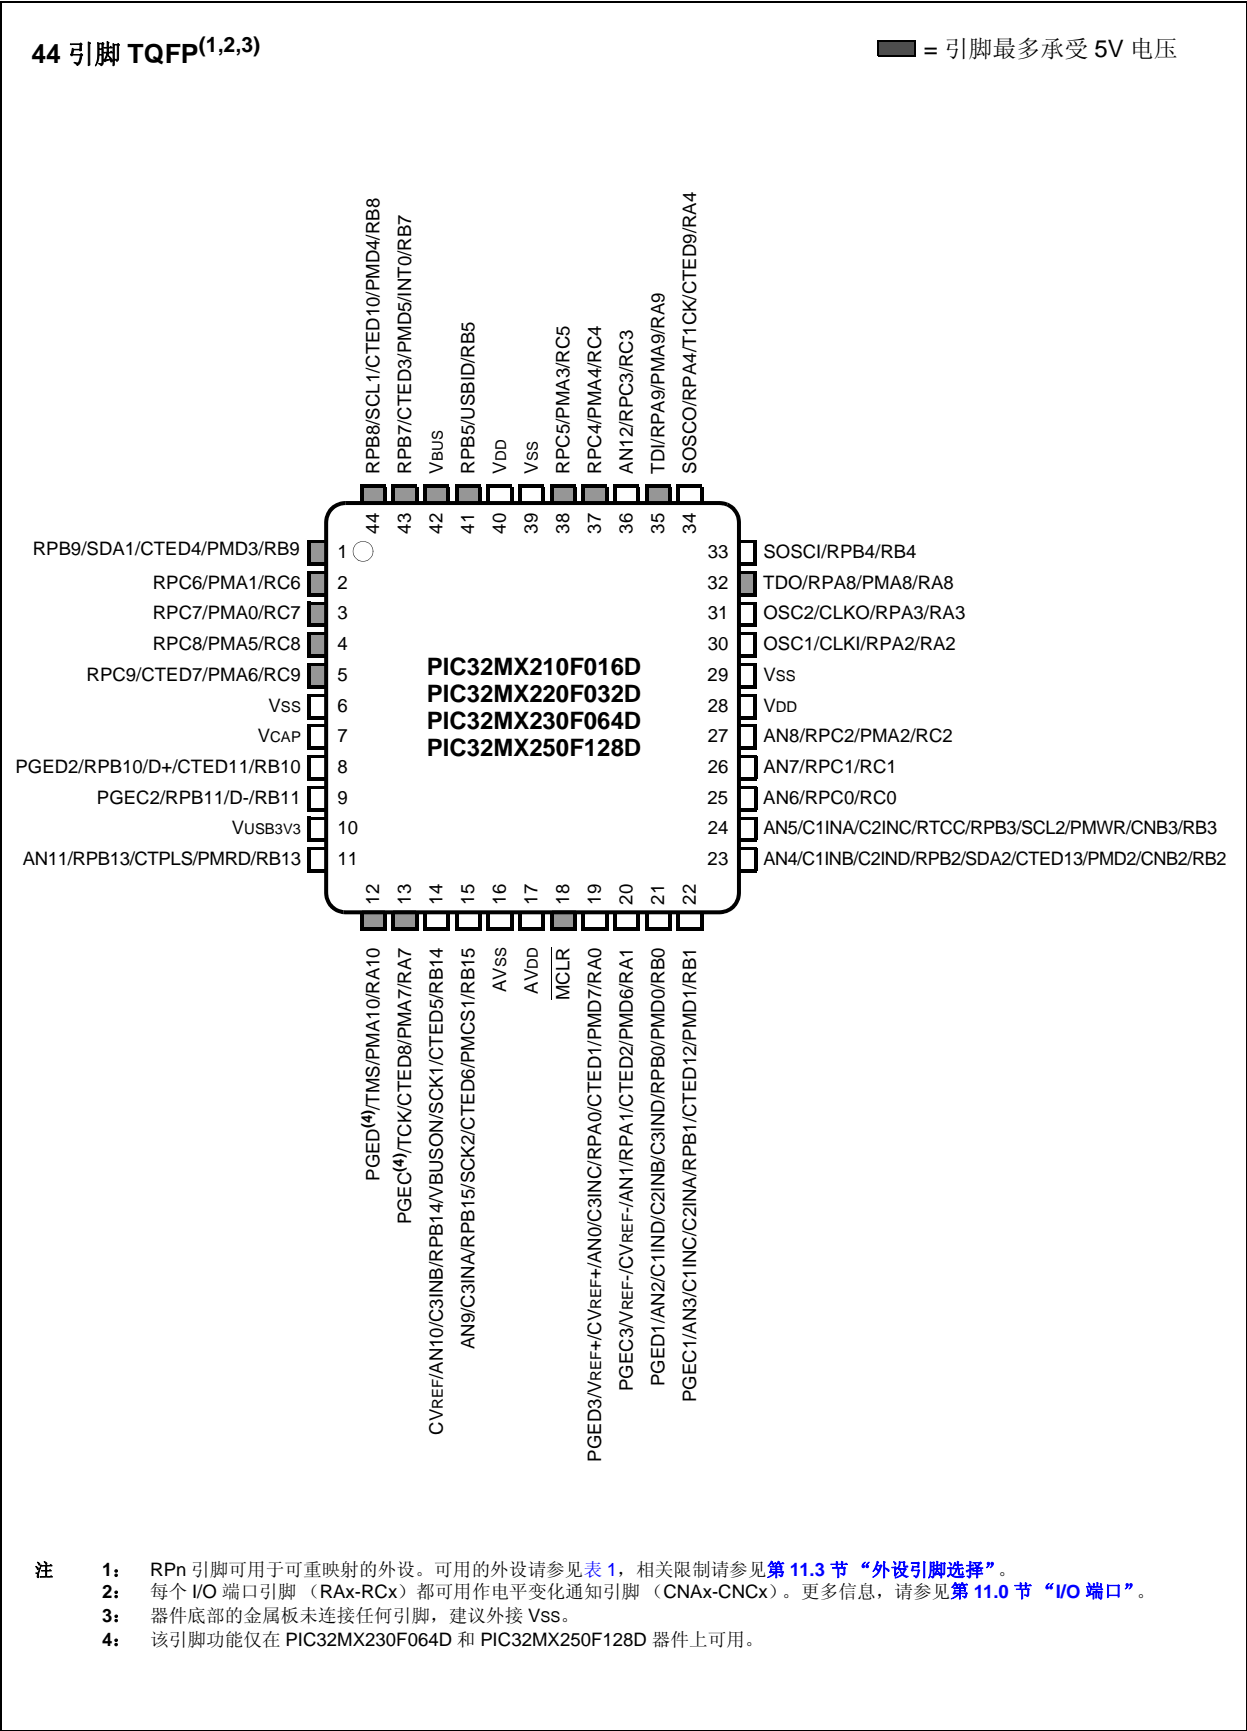 44 引脚 TQFP(1,2,3)
= 引脚最多承受 5V 电压
RPB8/SCL1/CTED10/PMD4/RB8
RPB7/CTED3/PMD5/INT0/RB7
VBUS
RPB5/USBID/RB5
VDD
VSS
RPC5/PMA3/RC5
RPC4/PMA4/RC4
AN12/RPC3/RC3
TDI/RPA9/PMA9/RA9
SOSCO/RPA4/T1CK/CTED9/RA4
44
43
42
41
40
39
38
37
36
35
34
RPB9/SDA1/CTED4/PMD3/RB9 1
RPC6/PMA1/RC6 2
RPC7/PMA0/RC7 3
RPC8/PMA5/RC8 4
RPC9/CTED7/PMA6/RC9 5
VSS 6
VCAP 7
PGED2/RPB10/D+/CTED11/RB10 8
PGEC2/RPB11/D-/RB11 9
VUSB3V3 10
AN11/RPB13/CTPLS/PMRD/RB13 11
PIC32MX210F016D
PIC32MX220F032D
PIC32MX230F064D
PIC32MX250F128D
33 SOSCI/RPB4/RB4
32 TDO/RPA8/PMA8/RA8
31 OSC2/CLKO/RPA3/RA3
30 OSC1/CLKI/RPA2/RA2
29 VSS
28 VDD
27 AN8/RPC2/PMA2/RC2
26 AN7/RPC1/RC1
25 AN6/RPC0/RC0
24 AN5/C1INA/C2INC/RTCC/RPB3/SCL2/PMWR/CNB3/RB3
23 AN4/C1INB/C2IND/RPB2/SDA2/CTED13/PMD2/CNB2/RB2
12
13
14
15
16
17
18
19
20
21
22
PGED(4)/TMS/PMA10/RA10
PGEC(4)/TCK/CTED8/PMA7/RA7
CVREF/AN10/C3INB/RPB14/VBUSON/SCK1/CTED5/RB14
AN9/C3INA/RPB15/SCK2/CTED6/PMCS1/RB15
AVSS
AVDD
MCLR
PGED3/VREF+/CVREF+/AN0/C3INC/RPA0/CTED1/PMD7/RA0
PGEC3/VREF-/CVREF-/AN1/RPA1/CTED2/PMD6/RA1
PGED1/AN2/C1IND/C2INB/C3IND/RPB0/PMD0/RB0
PGEC1/AN3/C1INC/C2INA/RPB1/CTED12/PMD1/RB1
注 1: RPn 引脚可用于可重映射的外设。可用的外设请参见表 1，相关限制请参见第 11.3 节 “外设引脚选择”。
2: 每个 I/O 端口引脚 （RAx-RCx）都可用作电平变化通知引脚 （CNAx-CNCx）。更多信息，请参见第 11.0 节 “I/O 端口”。
3: 器件底部的金属板未连接任何引脚，建议外接 VSS。
4: 该引脚功能仅在 PIC32MX230F064D 和 PIC32MX250F128D 器件上可用。